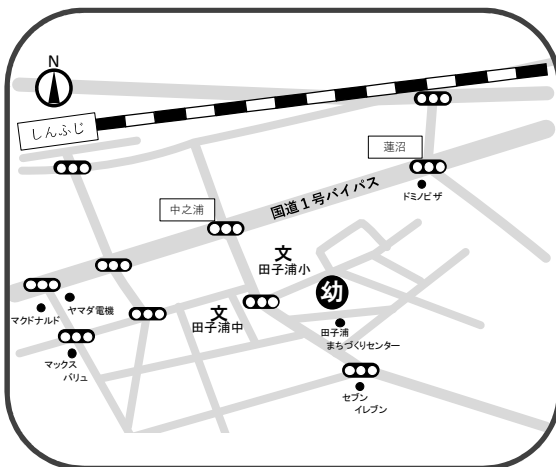 N
しんふじ
蓮沼
ドミノピザ
国道1号バイパス
中之浦
文
田子浦小
幼
ヤマダ電機
マクドナルド
文
田子浦中
田子浦
まちづくりセンター
マックス
バリュ
セブン
イレブン